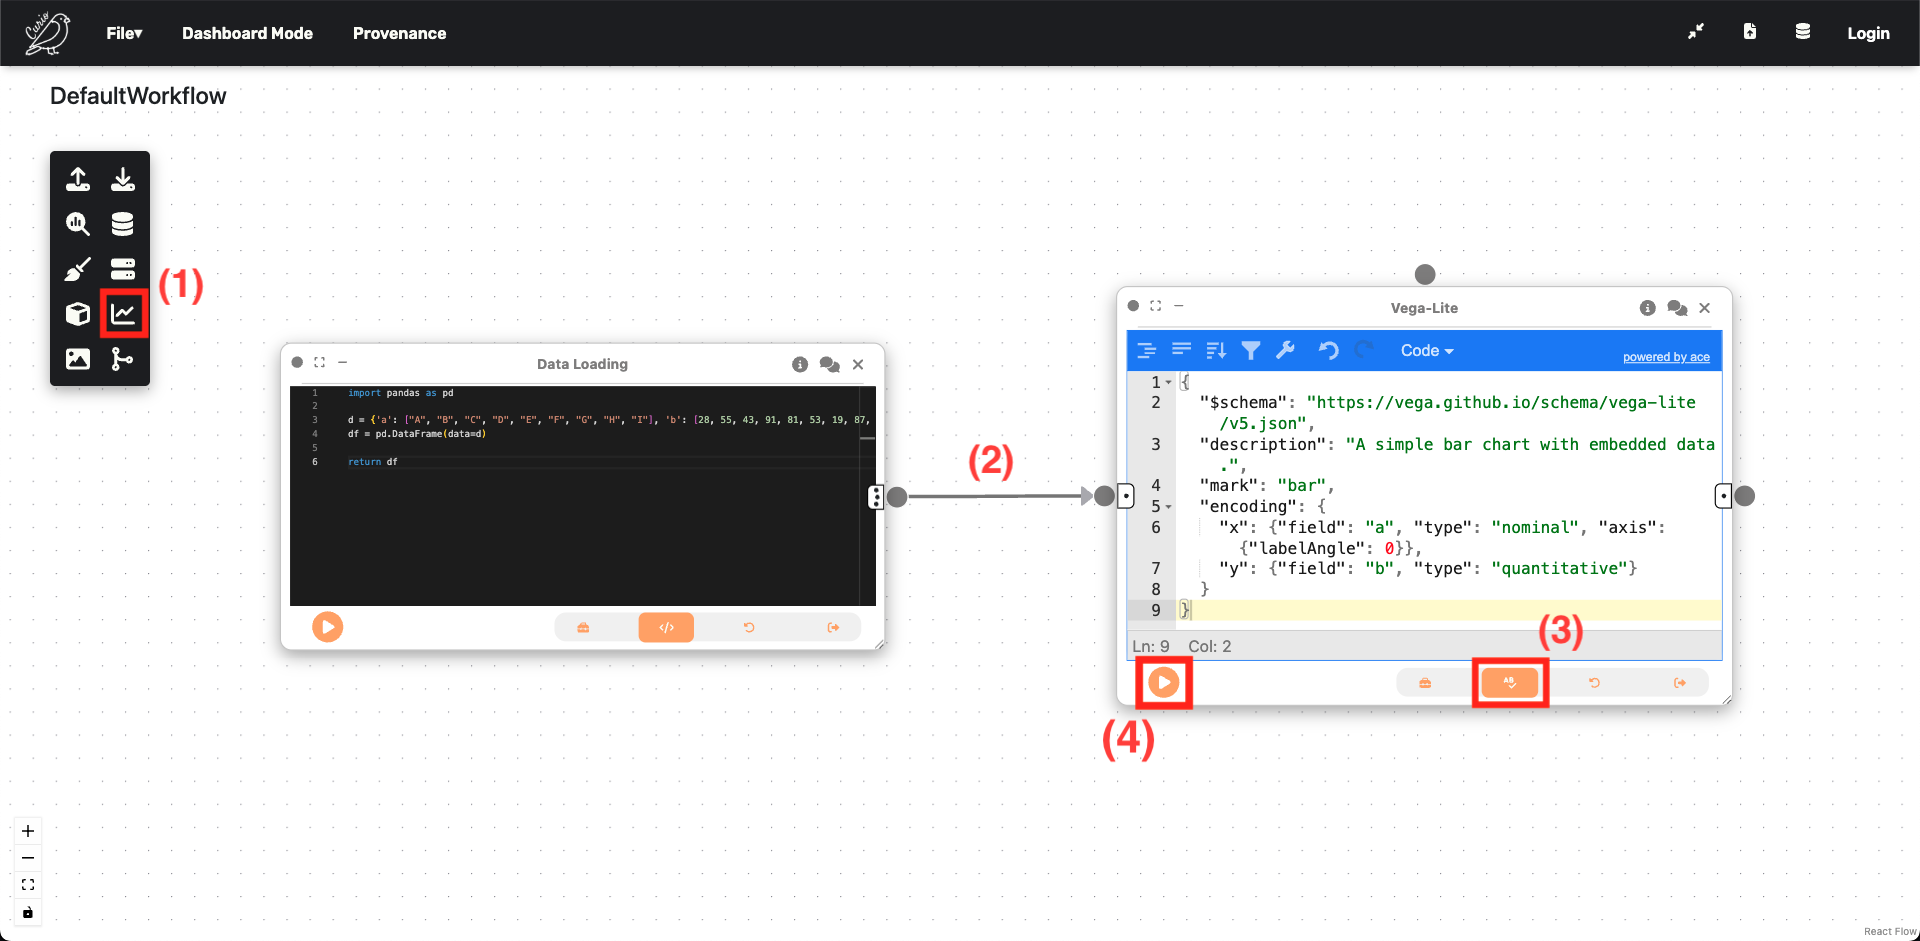 Curio
File▾
Dashboard Mode
Provenance
Login
DefaultWorkflow
(1)
Data Loading
1 import pandas as pd
2
3 d = {'a': ["A", "B", "C", "D", "E", "F", "G", "H", "I"], 'b': [28, 55, 43, 91, 81, 53, 19, 87,
4 df = pd.DataFrame(data=d)
5
6 return df
(2)
Vega-Lite
Code
powered by ace
1 {
2 "$schema": "https://vega.github.io/schema/vega-lite
/v5.json",
3 "description": "A simple bar chart with embedded data
.",
4 "mark": "bar",
5 "encoding": {
6 "x": {"field": "a", "type": "nominal", "axis":
{"labelAngle": 0}},
7 "y": {"field": "b", "type": "quantitative"}
8 }
9 }
Ln: 9 Col: 2
(3)
AB
(4)
React Flow